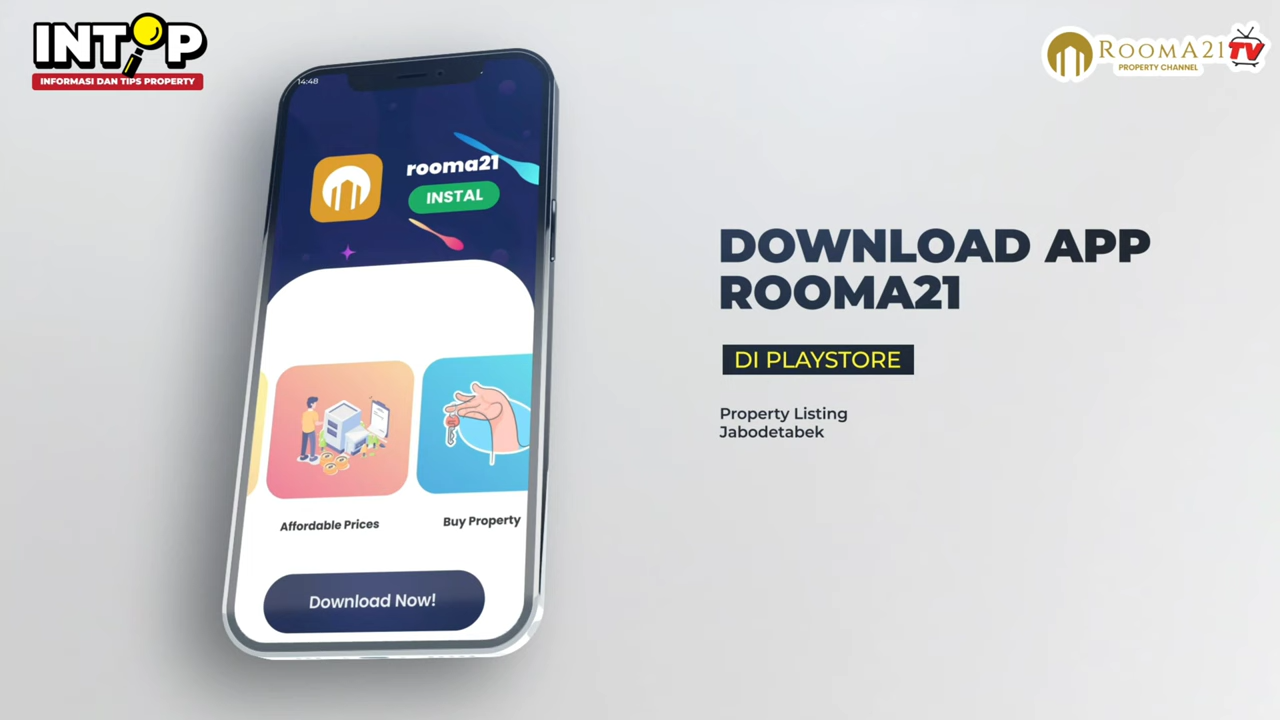 INTOP
INFORMASI DAN TIPS PROPERTY
ROOMA21
TV
PROPERTY CHANNEL
14:48
rooma21
INSTAL
Affordable Prices
Buy Property
Download Now!
DOWNLOAD APP
ROOMA21
DI PLAYSTORE
Property Listing
Jabodetabek